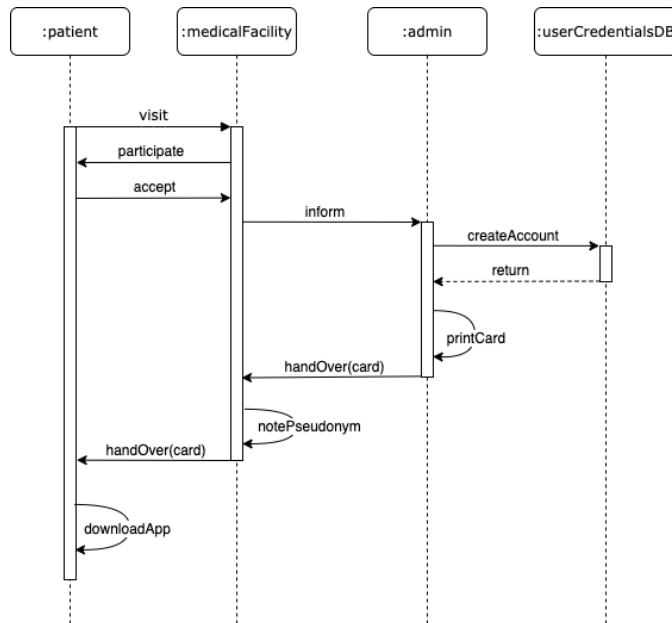 :patient
:medicalFacility
:admin
:userCredentialsDB
visit
participate
accept
inform
createAccount
return
printCard
handOver(card)
notePseudonym
handOver(card)
downloadApp